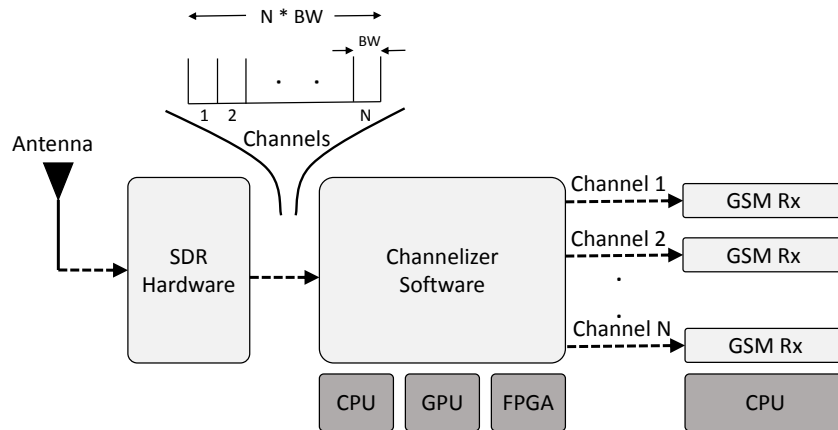 N * BW
BW
. .
1 2 N
Channels
Antenna
SDR
Hardware
Channelizer
Software
Channel 1
GSM Rx
Channel 2
GSM Rx
.
.
Channel N
GSM Rx
CPU GPU FPGA CPU